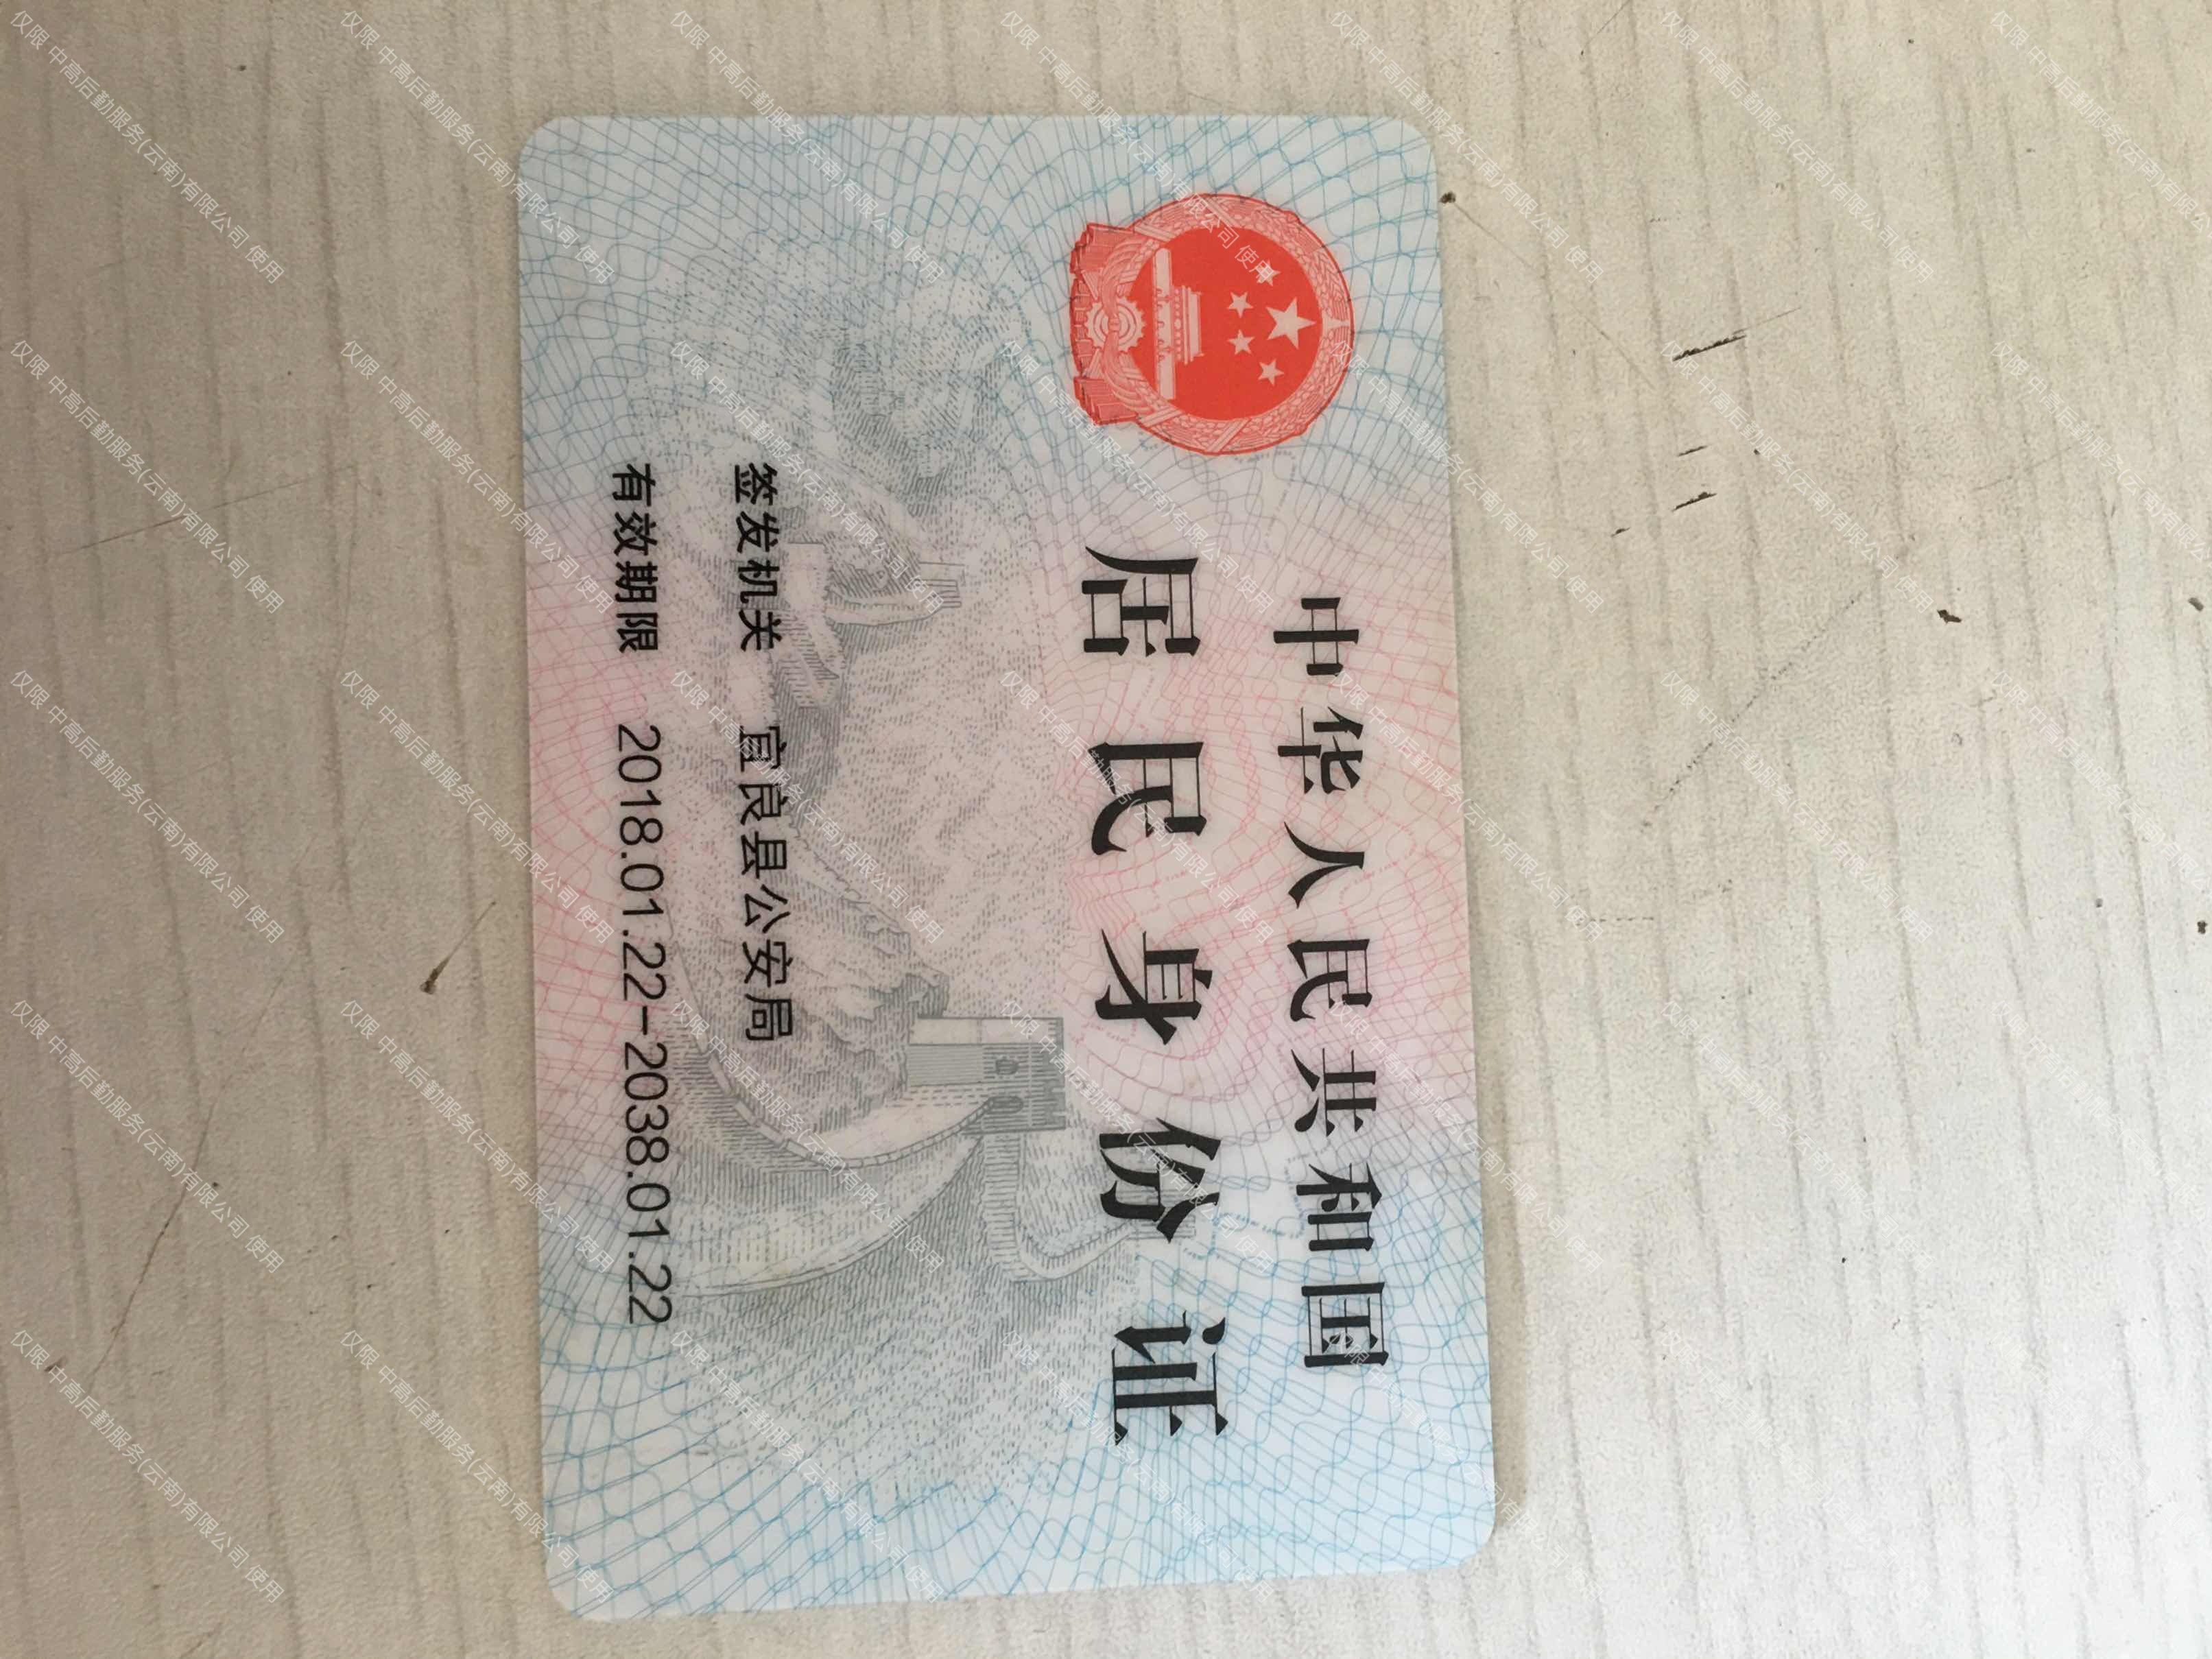 中华人民共和国
居民身份证
签发机关 宜良县公安局
有效期限 2018.01.22-2038.01.22
仅限 中高后勤服务(云南)有限公司 使用